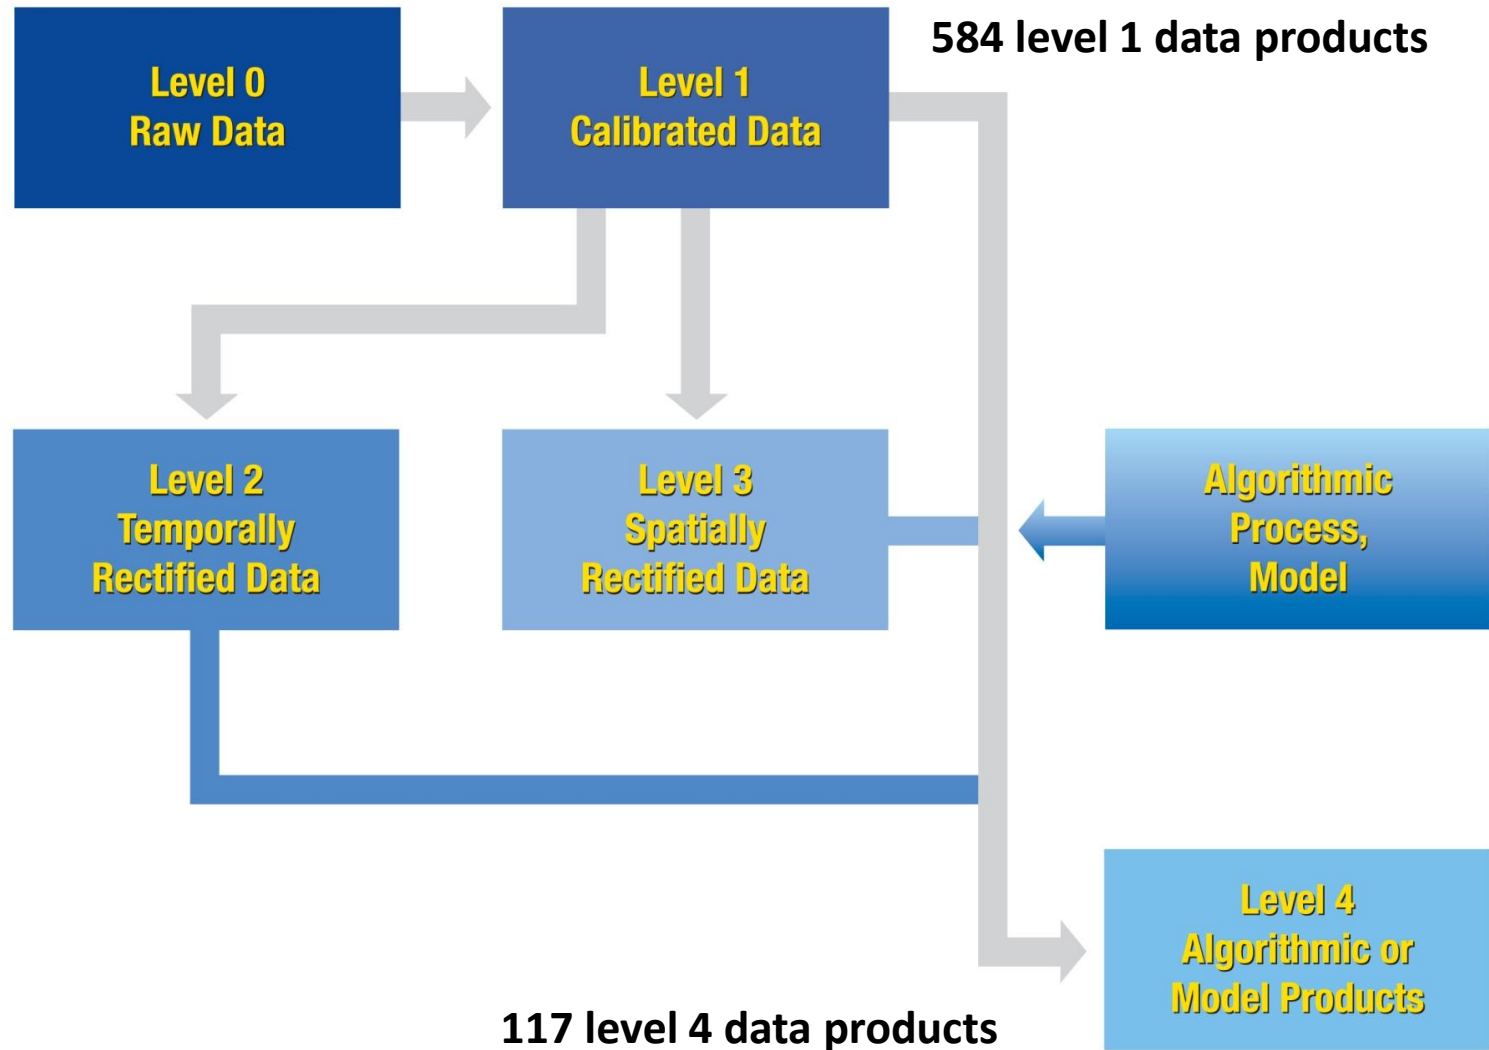 584 level 1 data products
Level 0
Raw Data
Level 1
Calibrated Data
Level 2
Temporally
Rectified Data
Level 3
Spatially
Rectified Data
Algorithmic
Process,
Model
Level 4
Algorithmic or
Model Products
117 level 4 data products